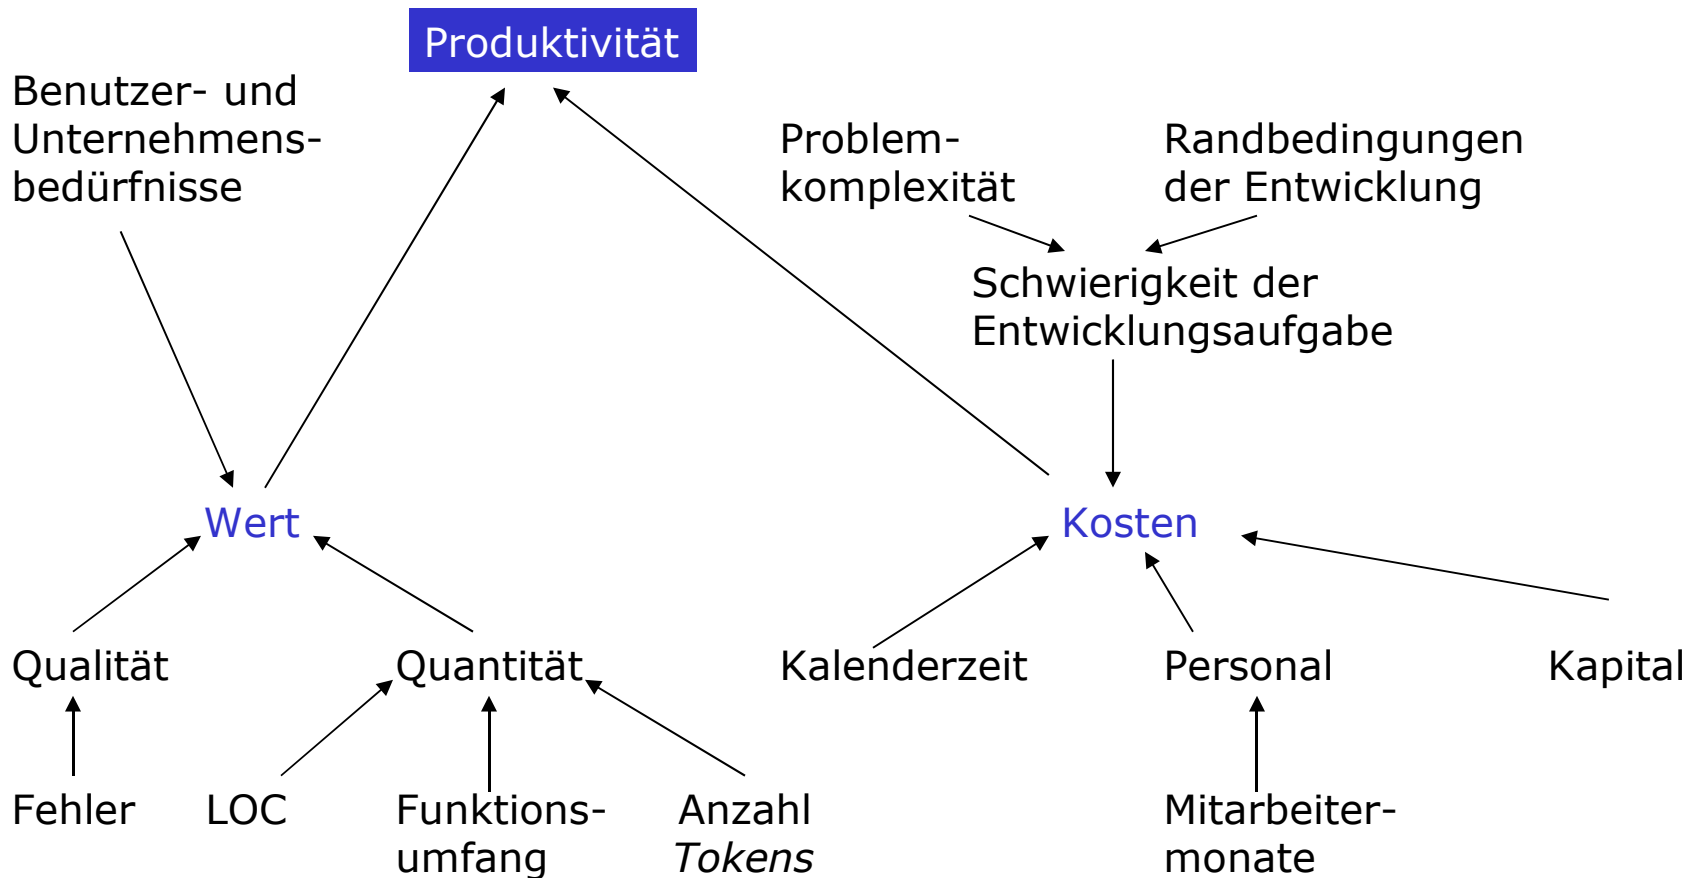 Produktivität
Benutzer- und
Unternehmens-
bedürfnisse
Problem-
komplexität
Randbedingungen
der Entwicklung
Schwierigkeit der
Entwicklungsaufgabe
Wert
Kosten
Qualität
Quantität
Kalenderzeit
Personal
Kapital
Fehler
LOC
Funktions-
umfang
Anzahl
Tokens
Mitarbeiter-
monate